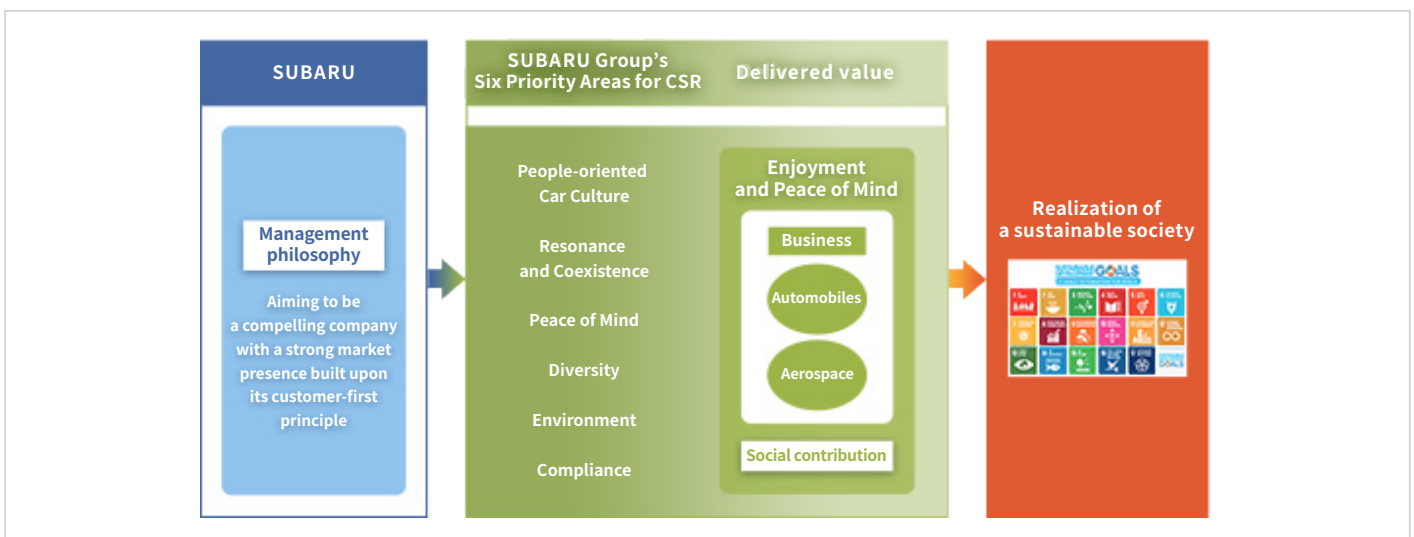 SUBARU
Management
philosophy
Aiming to be
a compelling company
with a strong market
presence built upon
its customer-first
principle
SUBARU Group’s
Six Priority Areas for CSR
People-oriented
Car Culture
Resonance
and Coexistence
Peace of Mind
Diversity
Environment
Compliance
Delivered value
Enjoyment
and Peace of Mind
Business
Automobiles
Aerospace
Social contribution
Realization of
a sustainable society
GOALS